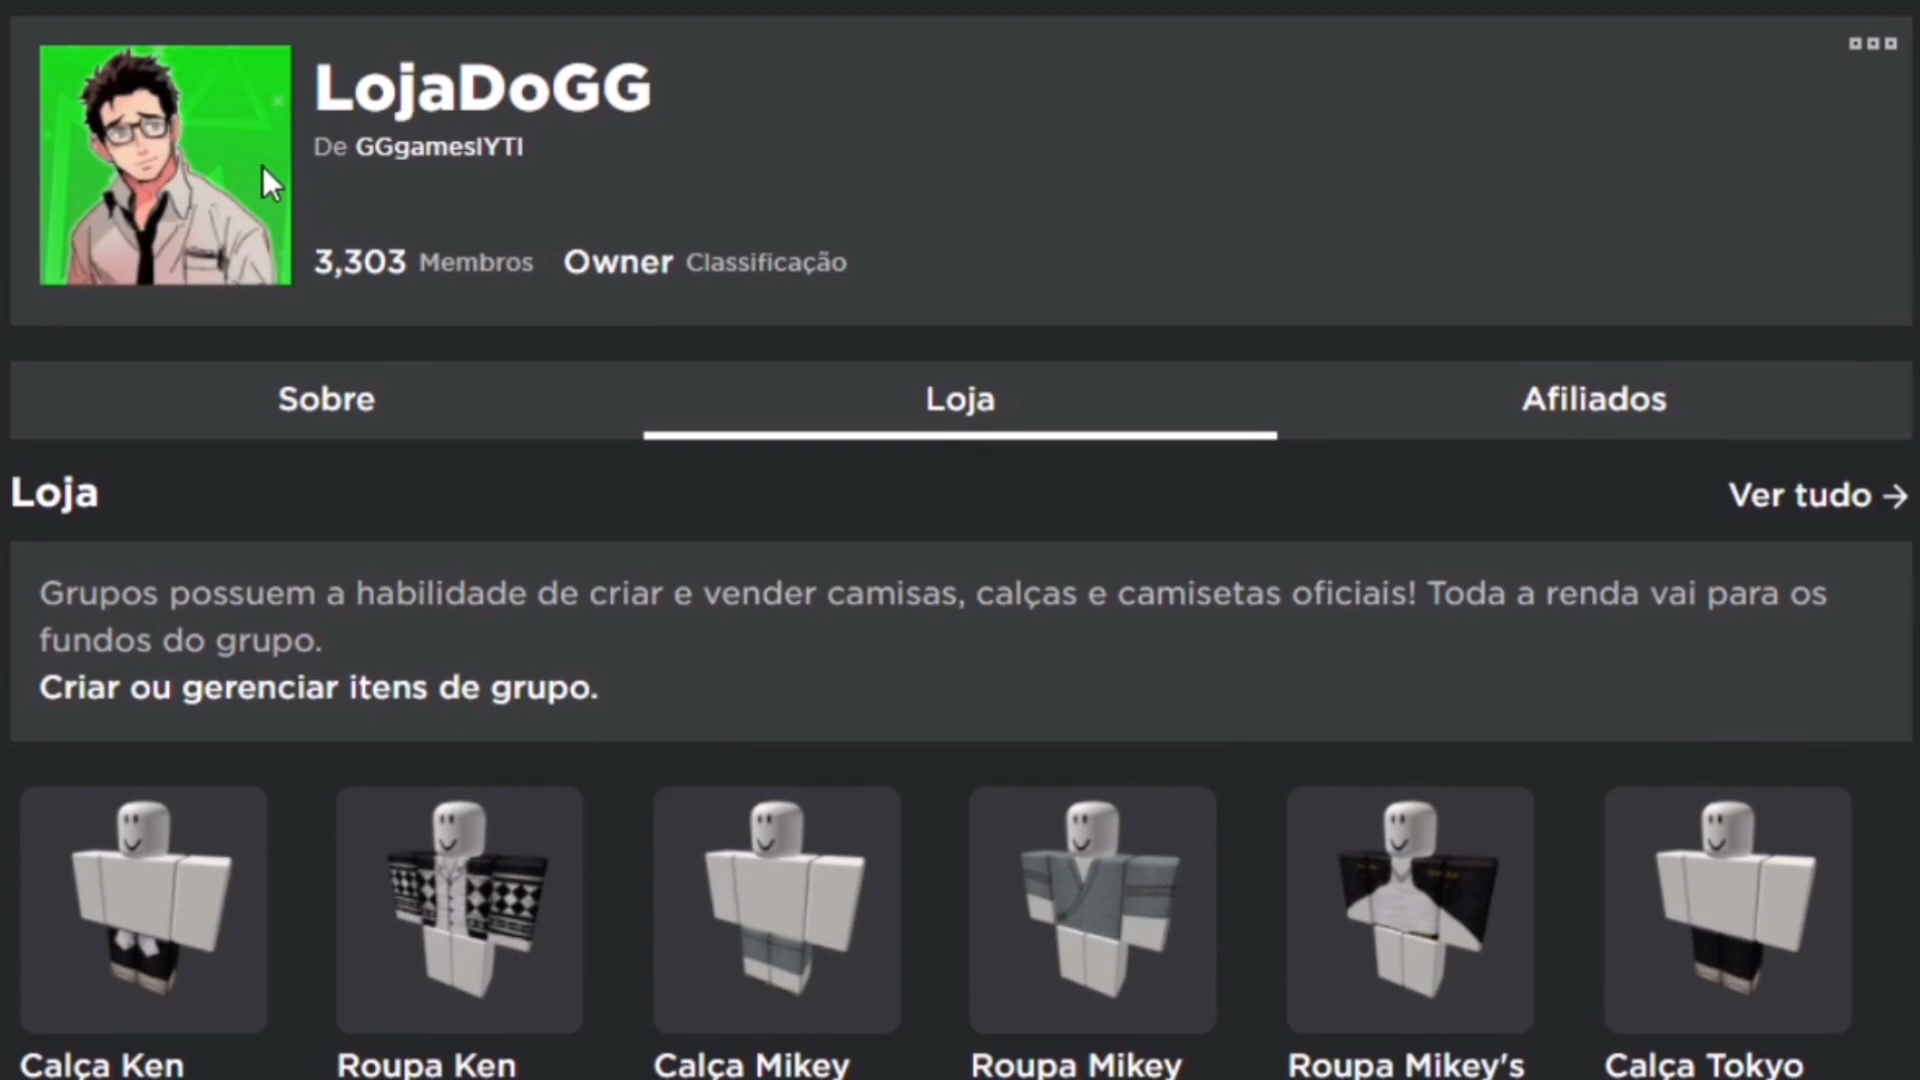 LojaDoGG
De GGgamesIYTI
3,303 Membros Owner Classificação
Sobre Loja Afiliados
Loja Ver tudo →
Grupos possuem a habilidade de criar e vender camisas, calças e camisetas oficiais! Toda a renda vai para os
fundos do grupo.
Criar ou gerenciar itens de grupo.
Calça Ken Roupa Ken Calça Mikey Roupa Mikey Roupa Mikey's Calça Tokyo